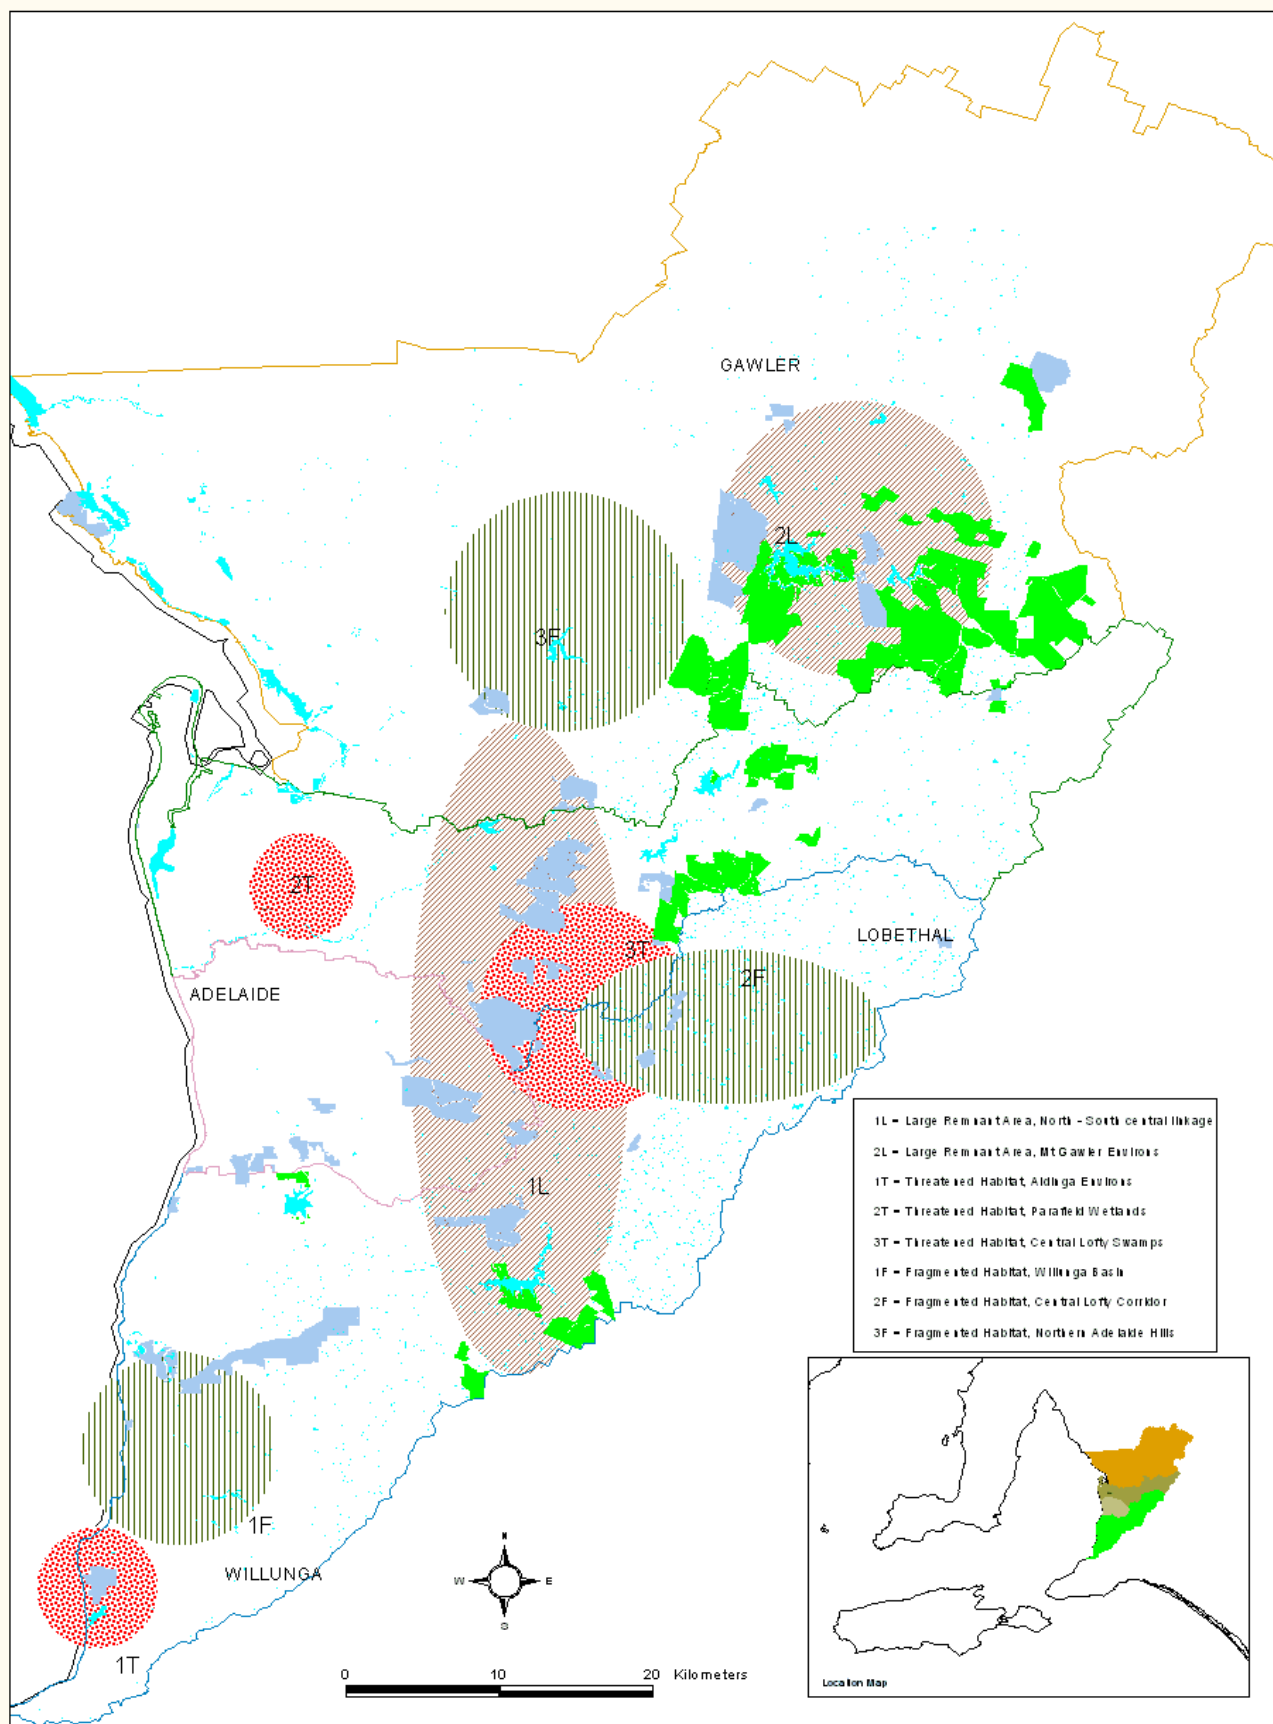 GAWLER
2L
3F
2T
3T
LOBETHAL
2F
ADELAIDE
1L
1L = Large Remnant Area, North - South central linkage
2L = Large Remnant Area, Mt Gawler Environs
1T = Threatened Habitat, Aldinga Environs
2T = Threatened Habitat, Parafield Wetlands
3T = Threatened Habitat, Central Lofty Swamps
1F = Fragmented Habitat, Willunga Basin
2F = Fragmented Habitat, Central Lofty Corridor
3F = Fragmented Habitat, Northern Adelaide Hills
1F
WILLUNGA
N
W E
S
1T
0 10 20 Kilometers
Location Map